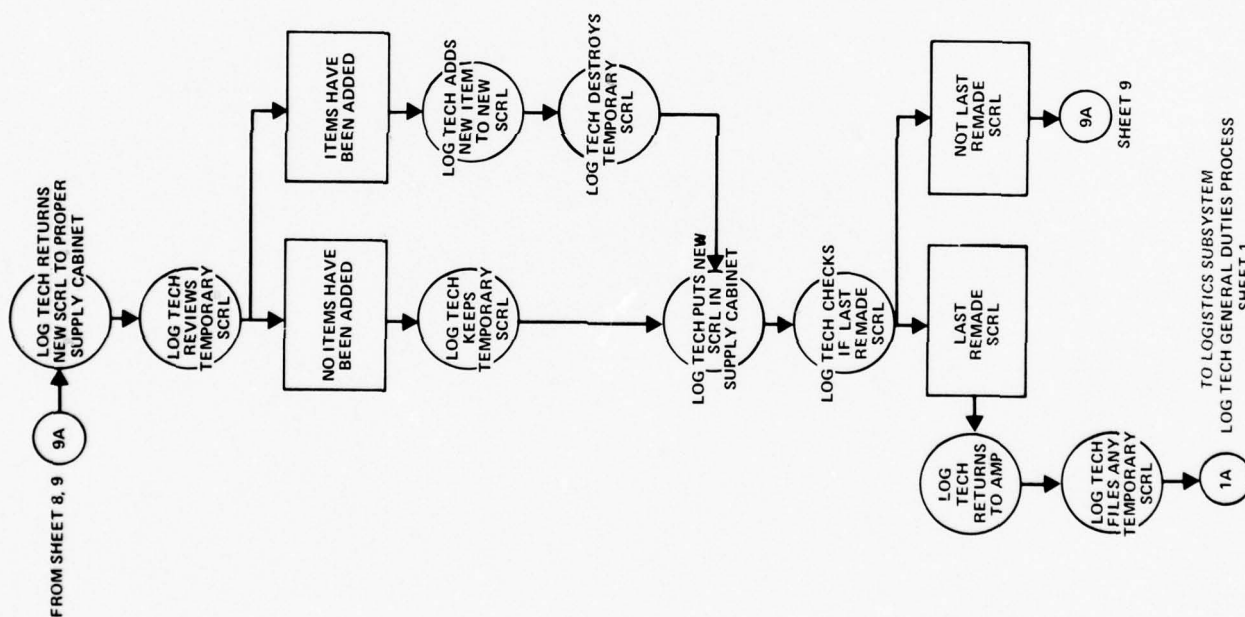 FROM SHEET 8, 9
9A
LOG TECH RETURNS
NEW SCRL TO PROPER
SUPPLY CABINET
LOG TECH
REVIEWS
TEMPORARY
SCRL
NO ITEMS HAVE
BEEN ADDED
ITEMS HAVE
BEEN ADDED
LOG TECH
KEEPS
TEMPORARY
SCRL
LOG TECH ADDS
NEW ITEM
TO NEW
SCRL
LOG TECH DESTROYS
TEMPORARY
SCRL
LOG TECH PUTS NEW
SCRL IN
SUPPLY CABINET
LOG TECH CHECKS
IF LAST
REMADE
SCRL
LAST
REMADE
SCRL
NOT LAST
REMADE
SCRL
9A
SHEET 9
LOG
TECH
RETURNS
TO AMP
LOG TECH
FILES ANY
TEMPORARY
SCRL
1A
TO LOGISTICS SUBSYSTEM
LOG TECH GENERAL DUTIES PROCESS
SHEET 1